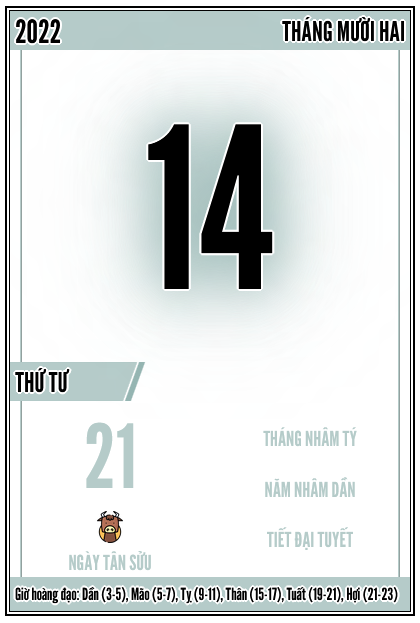 2022 THÁNG MƯỜI HAI
14
THỨ TƯ
21
THÁNG NHÂM TÝ
NĂM NHÂM DẦN
TIẾT ĐẠI TUYẾT
NGÀY TÂN SỬU
Giờ hoàng đạo: Dần (3-5), Mão (5-7), Tỵ (9-11), Thân (15-17), Tuất (19-21), Hợi (21-23)